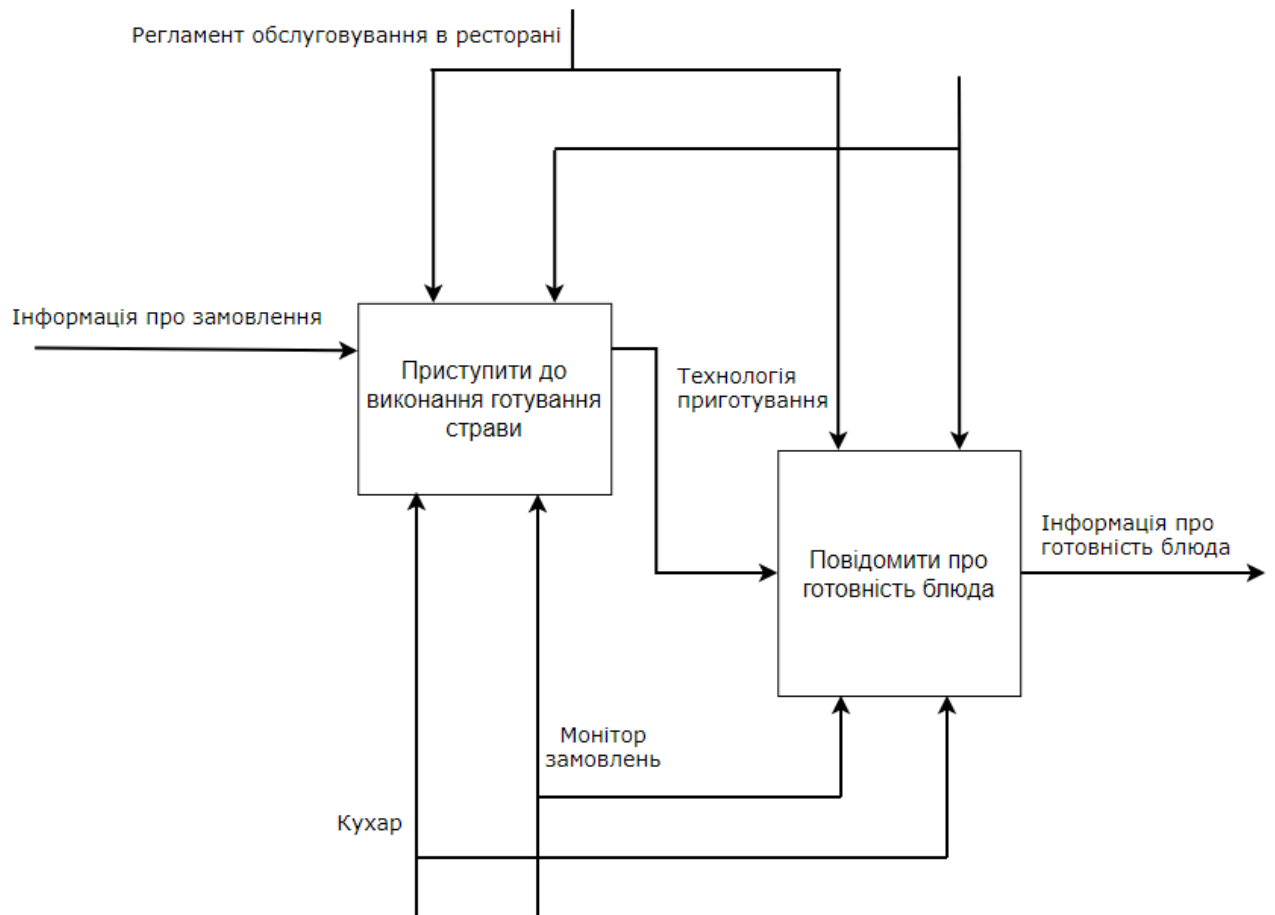 Регламент обслуговування в ресторані
Інформація про замовлення
Приступити до
виконання готування
страви
Технологія
приготування
Повідомити про
готовність блюда
Інформація про
готовність блюда
Монітор
замовлень
Кухар